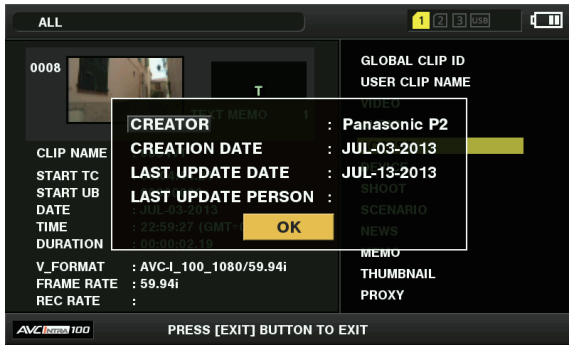 ALL
1 2 3 USB
0008
T
TEXT MEMO 1
CLIP NAME
START TC
START UB
DATE : JUL-03-2013
TIME : 22:59:27 (GMT
DURATION : 00:00:02.19
V_FORMAT : AVC-I_100_1080/59.94i
FRAME RATE : 59.94i
REC RATE :
CREATOR : Panasonic P2
CREATION DATE : JUL-03-2013
LAST UPDATE DATE : JUL-13-2013
LAST UPDATE PERSON :
OK
GLOBAL CLIP ID
USER CLIP NAME
VIDEO
SHOOT
SCENARIO
NEWS
MEMO
THUMBNAIL
PROXY
AVC INTRA 100
PRESS [EXIT] BUTTON TO EXIT